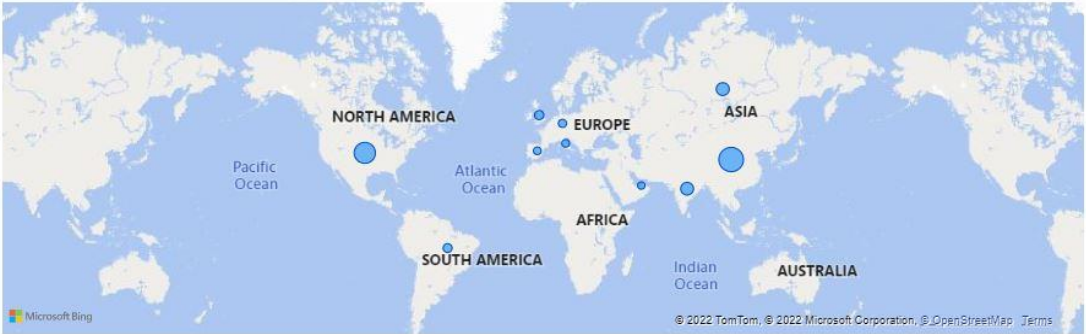 NORTH AMERICA
EUROPE
ASIA
Pacific
Ocean
Atlantic
Ocean
AFRICA
SOUTH AMERICA
Indian
Ocean
AUSTRALIA
Microsoft Bing
© 2022 TomTom, © 2022 Microsoft Corporation, © OpenStreetMap Terms